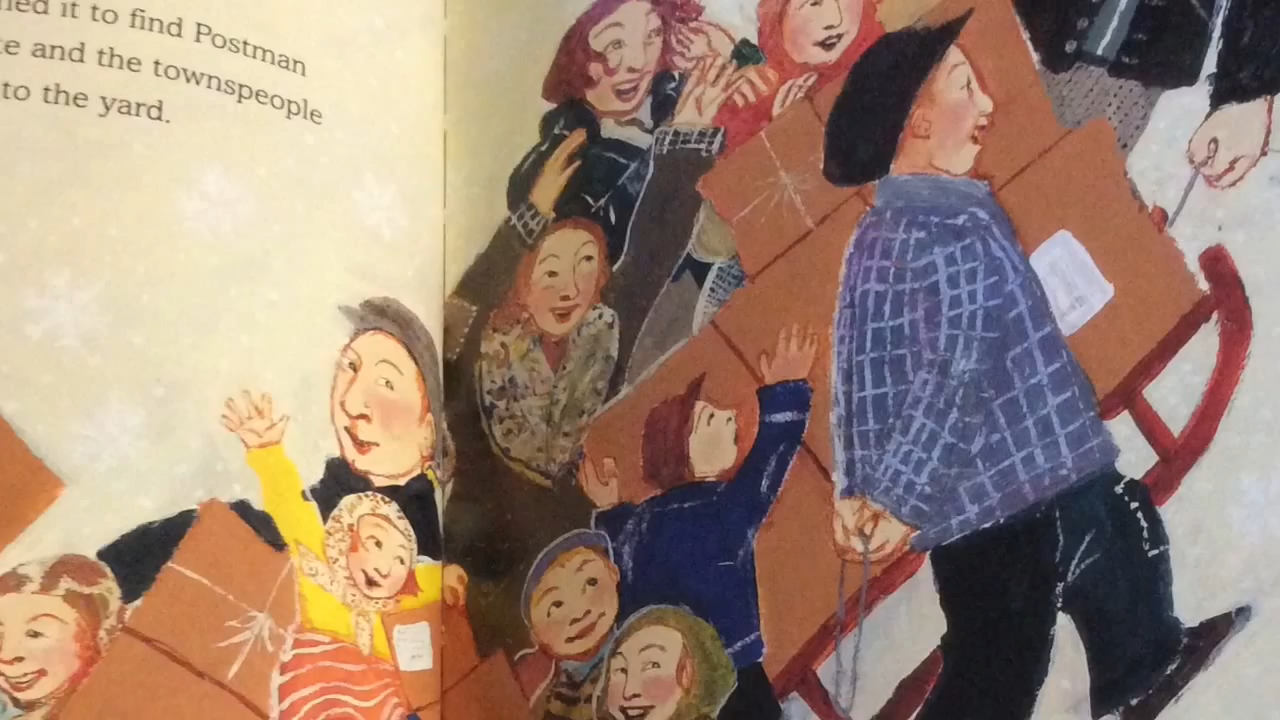 it to find Postman
and the townspeople
to the yard.